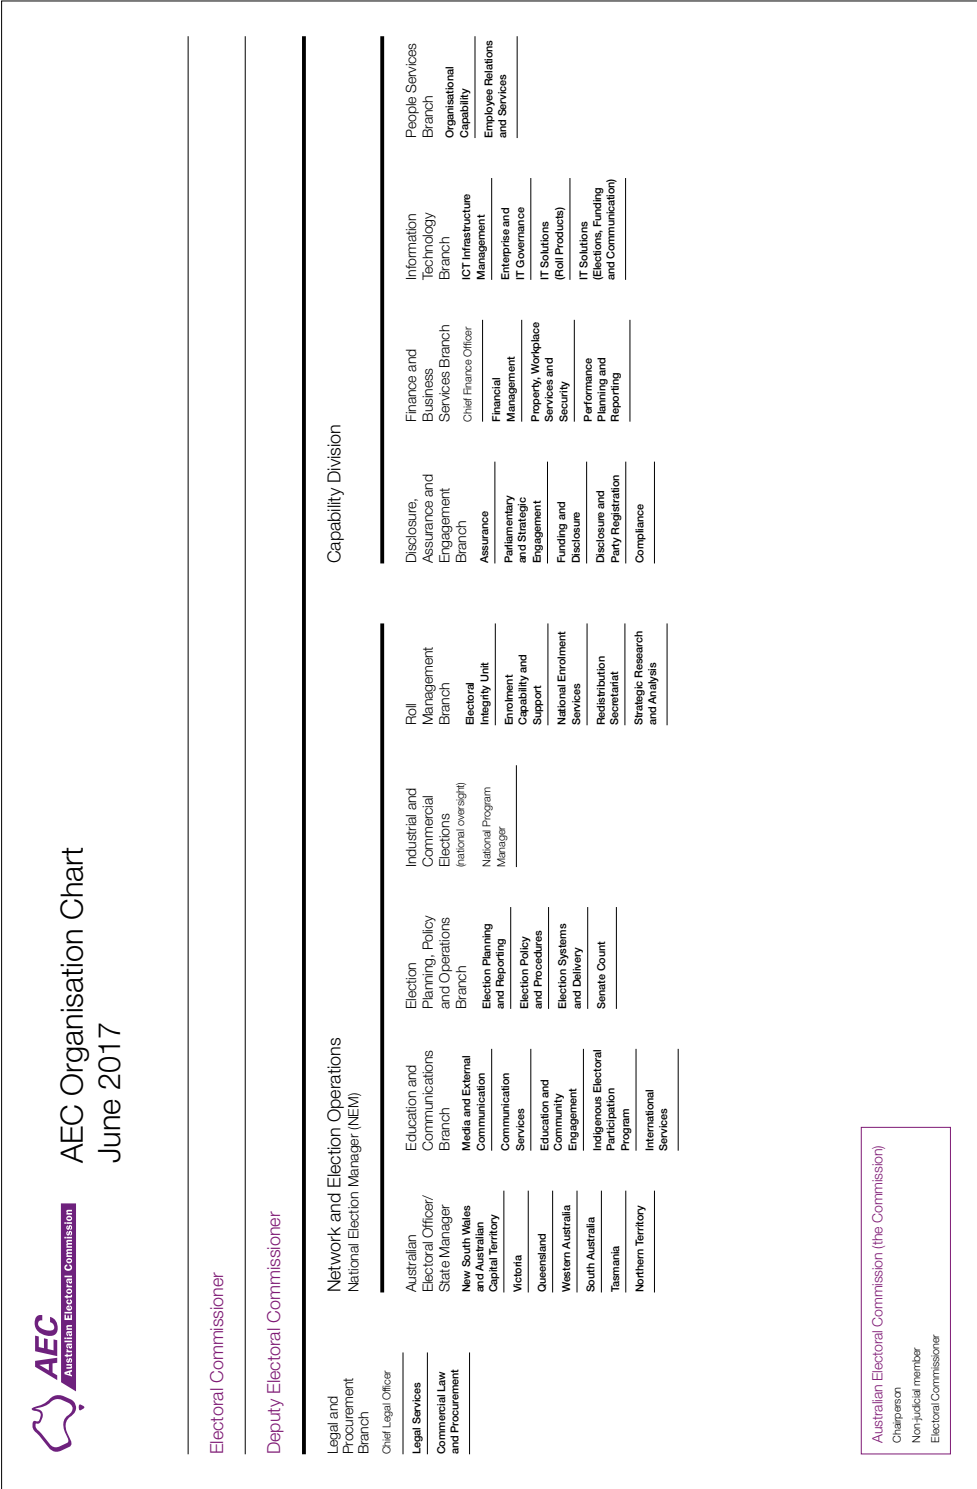 AEC
Australian Electoral Commission
AEC Organisation Chart
June 2017
Electoral Commissioner
Deputy Electoral Commissioner
Legal and
Procurement
Branch
Chief Legal Officer
Legal Services
Commercial Law
and Procurement
Network and Election Operations
National Election Manager (NEM)
Australian
Electoral Officer/
State Manager
New South Wales
and Australian
Capital Territory
Victoria
Queensland
Western Australia
South Australia
Tasmania
Northern Territory
Education and
Communications
Branch
Media and External
Communication
Communication
Services
Education and
Community
Engagement
Indigenous Electoral
Participation
Program
International
Services
Election
Planning, Policy
and Operations
Branch
Election Planning
and Reporting
Election Policy
and Procedures
Election Systems
and Delivery
Senate Count
Industrial and
Commercial
Elections
(national oversight)
National Program
Manager
Roll
Management
Branch
Electoral
Integrity Unit
Enrolment
Capability and
Support
National Enrolment
Services
Redistribution
Secretariat
Strategic Research
and Analysis
Capability Division
Disclosure,
Assurance and
Engagement
Branch
Assurance
Parliamentary
and Strategic
Engagement
Funding and
Disclosure
Disclosure and
Party Registration
Compliance
Finance and
Business
Services Branch
Chief Finance Officer
Financial
Management
Property, Workplace
Services and
Security
Performance
Planning and
Reporting
Information
Technology
Branch
ICT Infrastructure
Management
Enterprise and
IT Governance
IT Solutions
(Roll Products)
IT Solutions
(Elections, Funding
and Communication)
People Services
Branch
Organisational
Capability
Employee Relations
and Services
Australian Electoral Commission (the Commission)
Chairperson
Non-judicial member
Electoral Commissioner